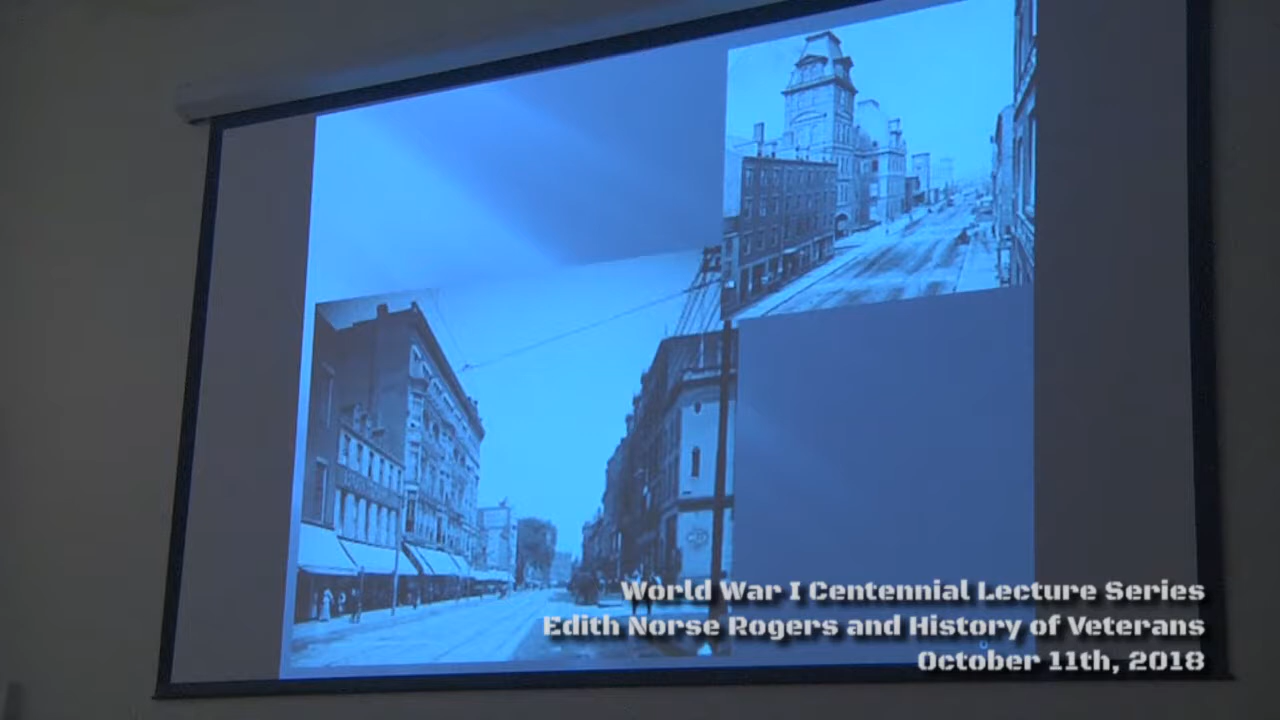 World War I Centennial Lecture Series
Edith Norse Rogers and History of Veterans
October 11th, 2018